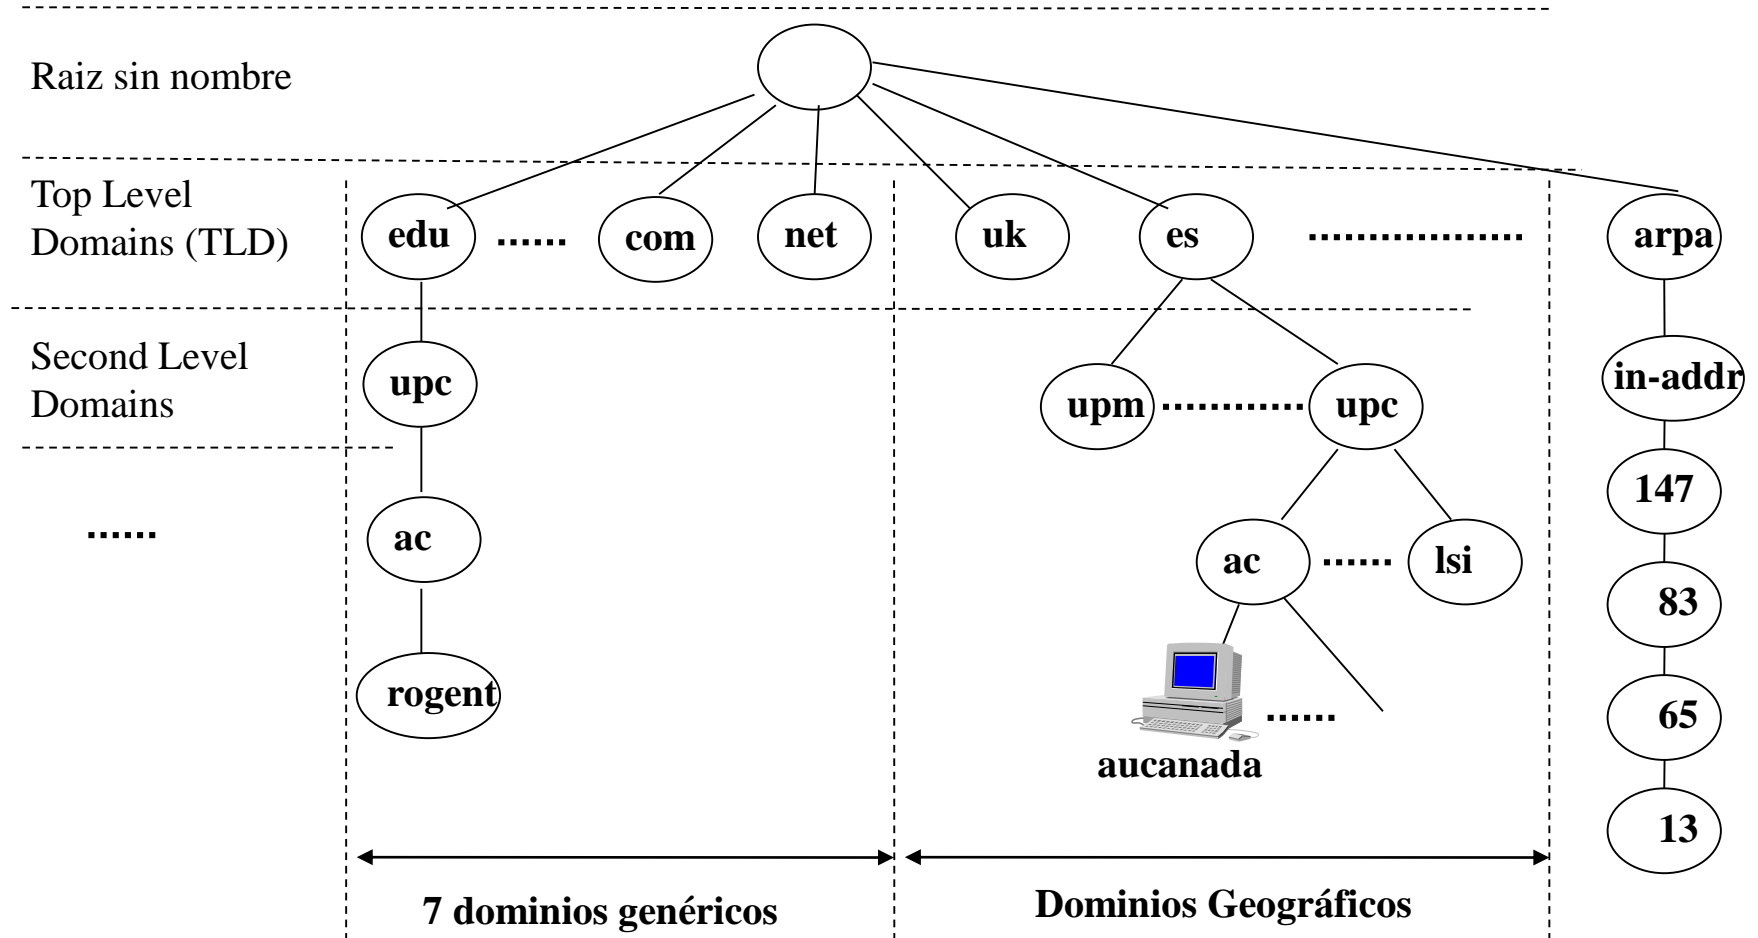 Raiz sin nombre
Top Level
Domains (TLD)
edu ...... com net uk es .................. arpa
Second Level
Domains
upc upm ............ upc in-addr
147
...... ac ac ...... lsi
83
rogent ...... 65
aucanada
13
7 dominios genéricos Dominios Geográficos